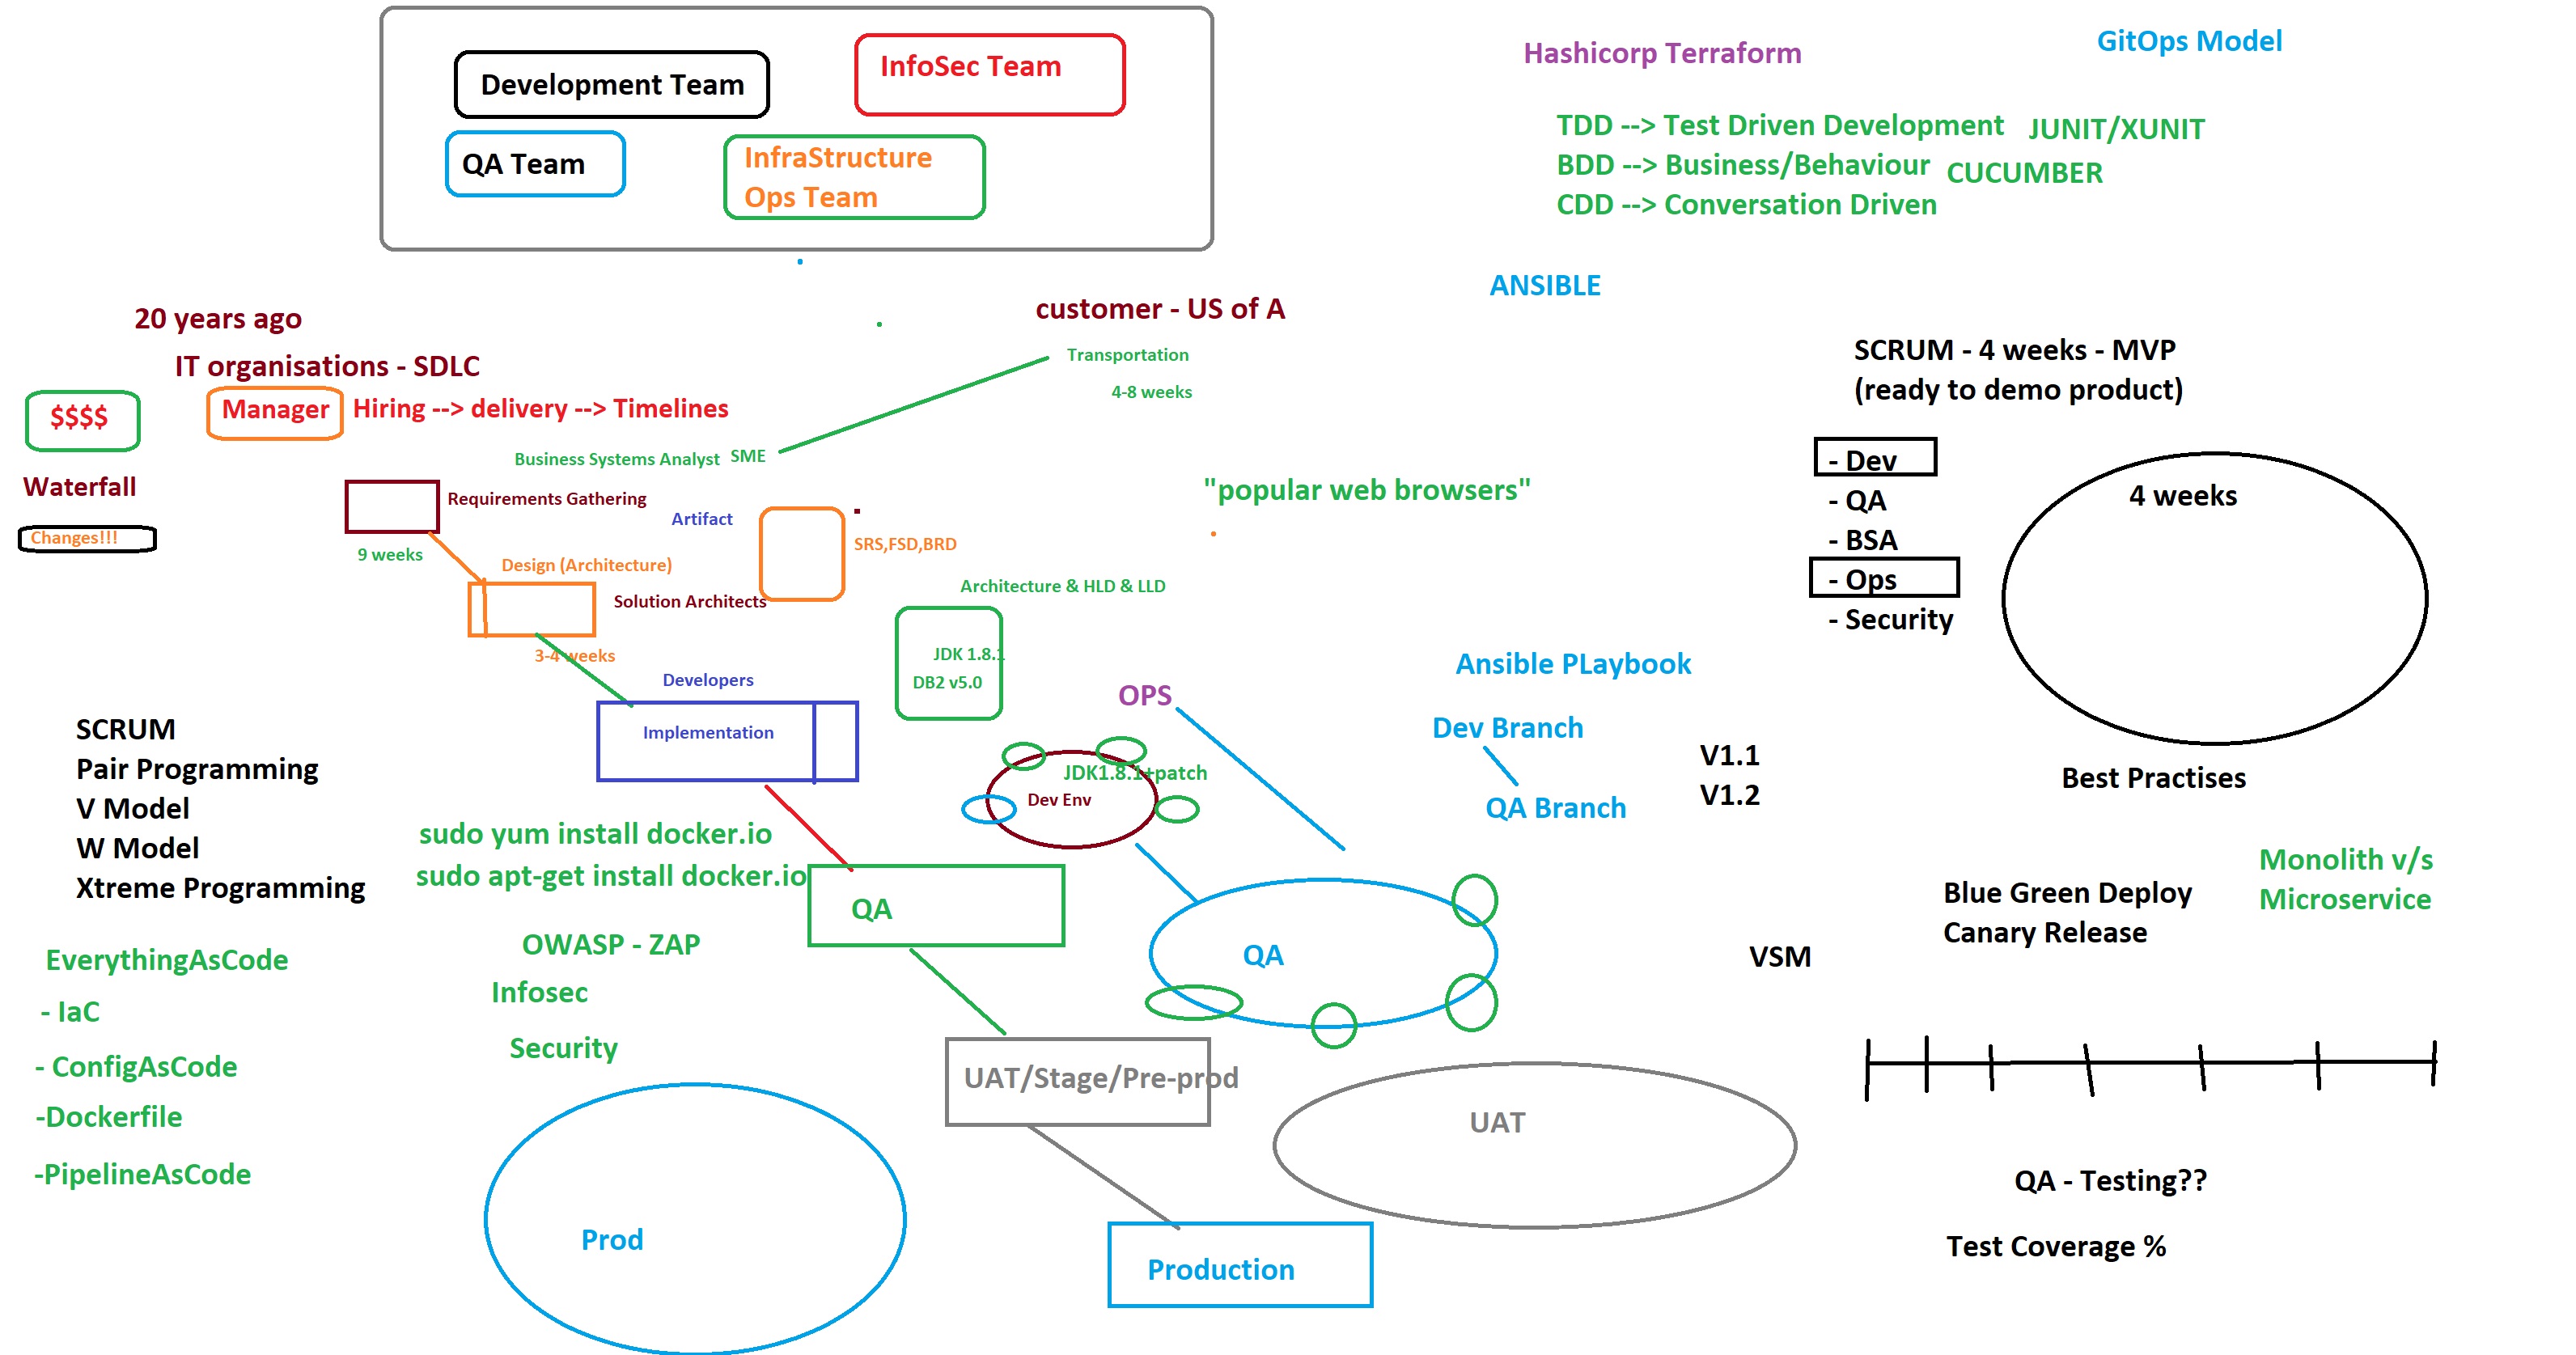 Development Team
InfoSec Team
QA Team
InfraStructure
Ops Team
Hashicorp Terraform
GitOps Model
TDD --> Test Driven Development
JUNIT/XUNIT
BDD --> Business/Behaviour
CUCUMBER
CDD --> Conversation Driven
ANSIBLE
20 years ago
customer - US of A
IT organisations - SDLC
Transportation
4-8 weeks
$$$$
Manager
Hiring --> delivery --> Timelines
Business Systems Analyst
SME
Waterfall
Requirements Gathering
Changes!!!
9 weeks
Artifact
SRS,FSD,BRD
"popular web browsers"
Design (Architecture)
Solution Architects
3-4 weeks
Architecture & HLD & LLD
JDK 1.8.1
DB2 v5.0
SCRUM - 4 weeks - MVP
(ready to demo product)
- Dev
- QA
- BSA
- Ops
- Security
4 weeks
Best Practises
Developers
Implementation
OPS
JDK1.8.1+patch
Dev Env
Ansible PLaybook
Dev Branch
QA Branch
V1.1
V1.2
SCRUM
Pair Programming
V Model
W Model
Xtreme Programming
sudo yum install docker.io
sudo apt-get install docker.io
QA
QA
OWASP - ZAP
Infosec
Security
EverythingAsCode
- IaC
- ConfigAsCode
-Dockerfile
-PipelineAsCode
VSM
Blue Green Deploy
Canary Release
Monolith v/s
Microservice
UAT/Stage/Pre-prod
UAT
Prod
Production
QA - Testing??
Test Coverage %